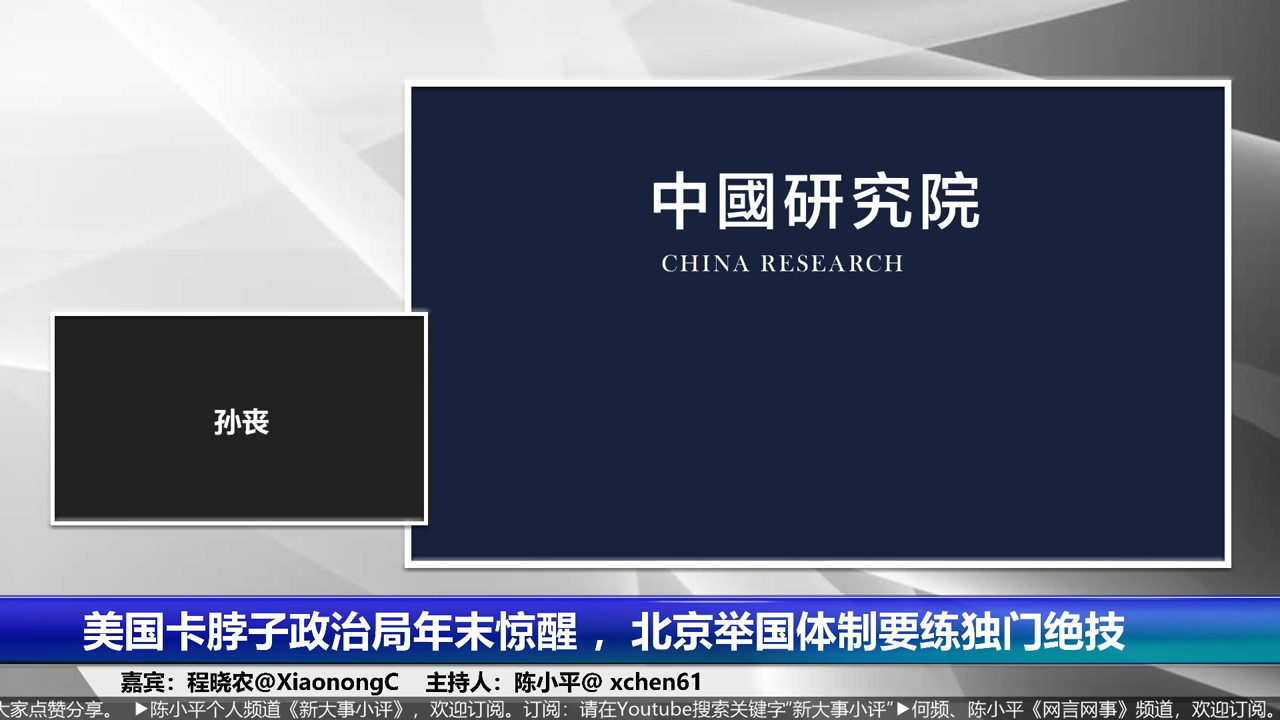 中國研究院
CHINA RESEARCH
孙丧
美国卡脖子政治局年末惊醒，北京举国体制要练独门绝技
嘉宾：程晓农@XiaonongC 主持人：陈小平@ xchen61
大家点赞分享。 ▶陈小平个人频道《新大事小评》，欢迎订阅。订阅：请在Youtube搜索关键字“新大事小评”▶何频、陈小平《网言网事》频道，欢迎订阅。